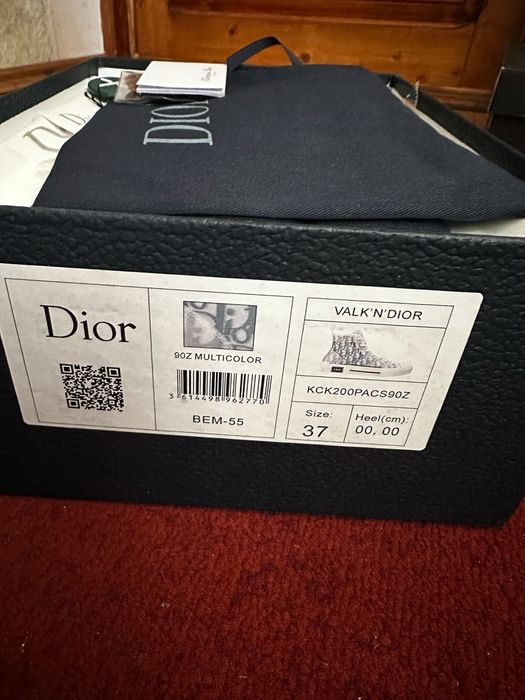 DIOR
Dior
90Z MULTICOLOR
3 614498 962770
BEM-55
VALK'N'DIOR
KCK200PACS90Z
Size:
37
Heel(cm):
00, 00